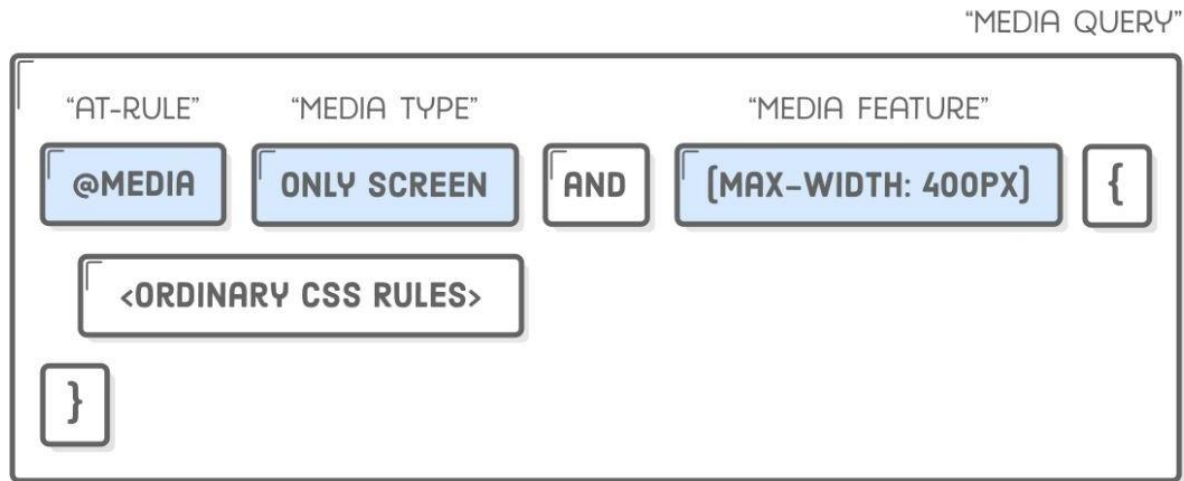 “MEDIA QUERY”
“AT-RULE” “MEDIA TYPE” “MEDIA FEATURE”
@MEDIA ONLY SCREEN AND (MAX-WIDTH: 400PX) {
<ORDINARY CSS RULES>
}